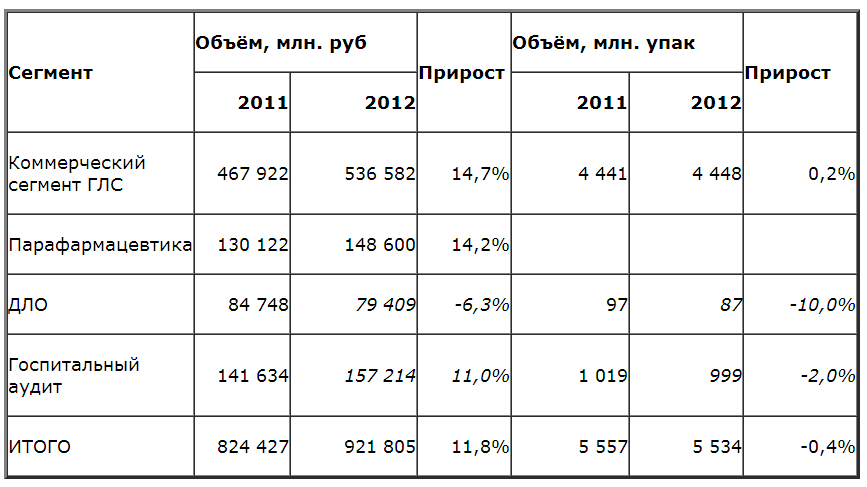 Сегмент Объём, млн. руб Прирост Объём, млн. упак Прирост
2011 2012 2011 2012
Коммерческий
сегмент ГЛС 467 922 536 582 14,7% 4 441 4 448 0,2%
Парафармацевтика 130 122 148 600 14,2%
ДЛО 84 748 79 409 -6,3% 97 87 -10,0%
Госпитальный
аудит 141 634 157 214 11,0% 1 019 999 -2,0%
ИТОГО 824 427 921 805 11,8% 5 557 5 534 -0,4%